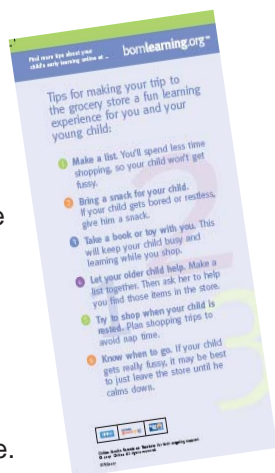 Find more tips about your
child's early learning online at –
bornlearning.org™
Tips for making your trip to
the grocery store a fun learning
experience for you and your
young child:
1 Make a list. You'll spend less time
shopping, so your child won't get
fussy.
2 Bring a snack for your child.
If your child gets bored or restless,
give him a snack.
3 Take a book or toy with you. This
will keep your child busy and
learning while you shop.
4 Let your older child help. Make a
list together. Then ask her to help
you find those items in the store.
5 Try to shop when your child is
rested. Plan shopping trips to
avoid nap time.
6 Know when to go. If your child
gets really fussy, it may be best
to just leave the store until he
calms down.
e
e.